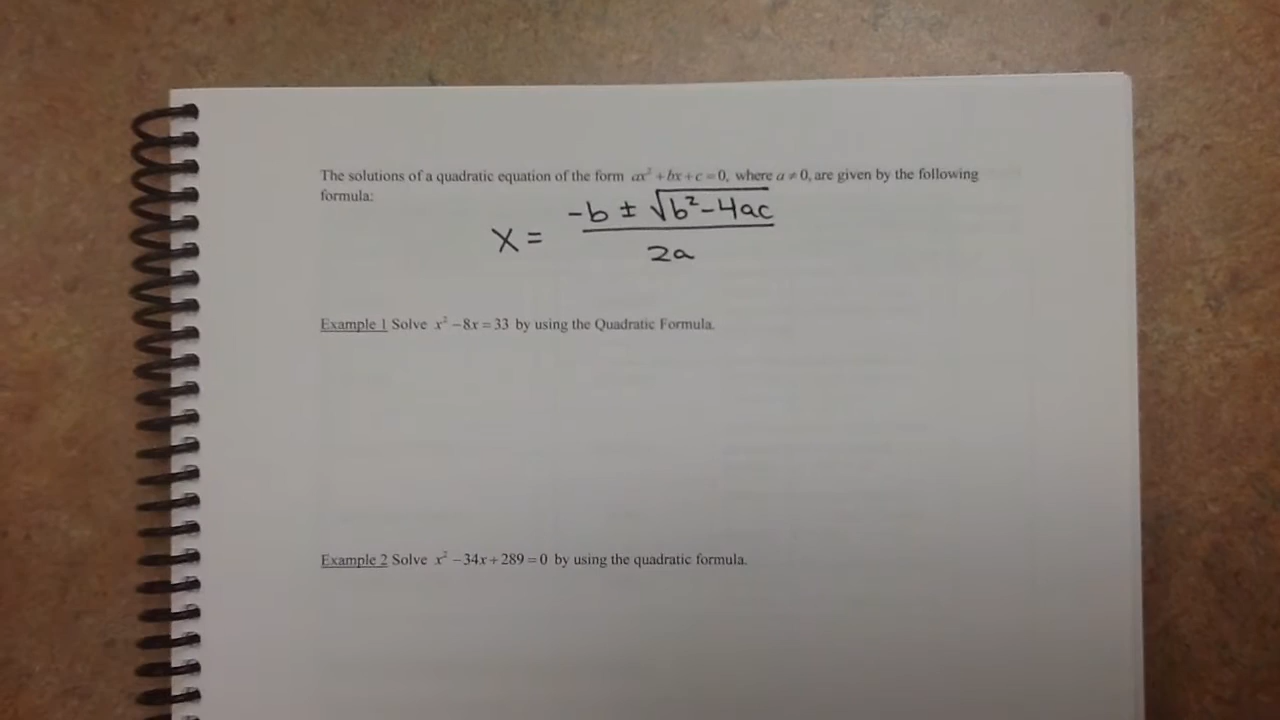 The solutions of a quadratic equation of the form ax² + bx + c = 0, where a ≠ 0, are given by the following
formula:
x = (-b ± √(b² - 4ac)) / 2a
Example 1 Solve x² − 8x = 33 by using the Quadratic Formula.
Example 2 Solve x² − 34x + 289 = 0 by using the quadratic formula.